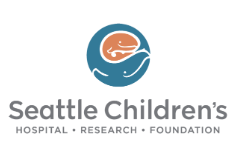 Seattle Children's
HOSPITAL • RESEARCH • FOUNDATION